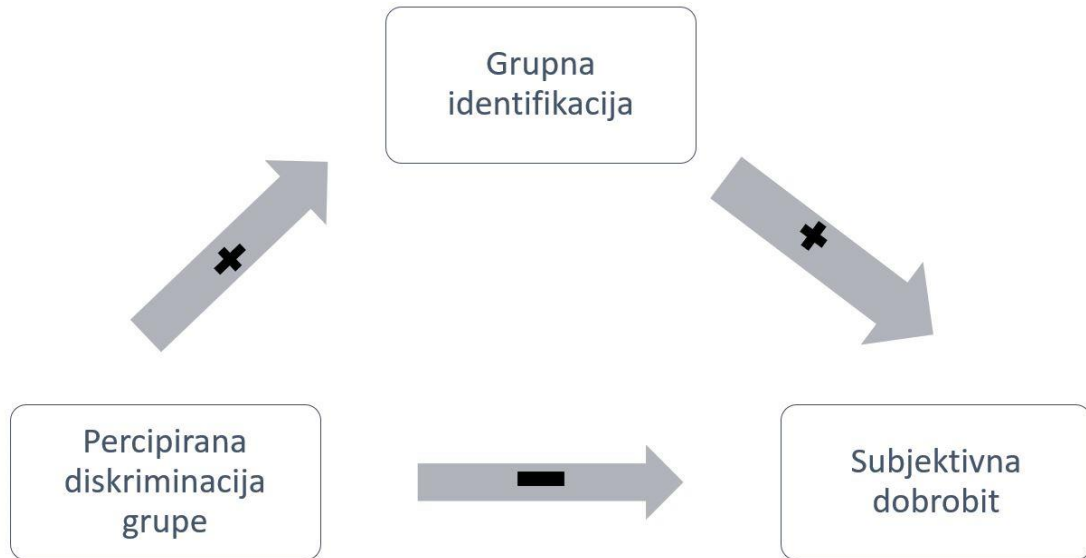 Grupna
identifikacija
+
+
Percipirana
diskriminacija
grupe
-
Subjektivna
dobrobit